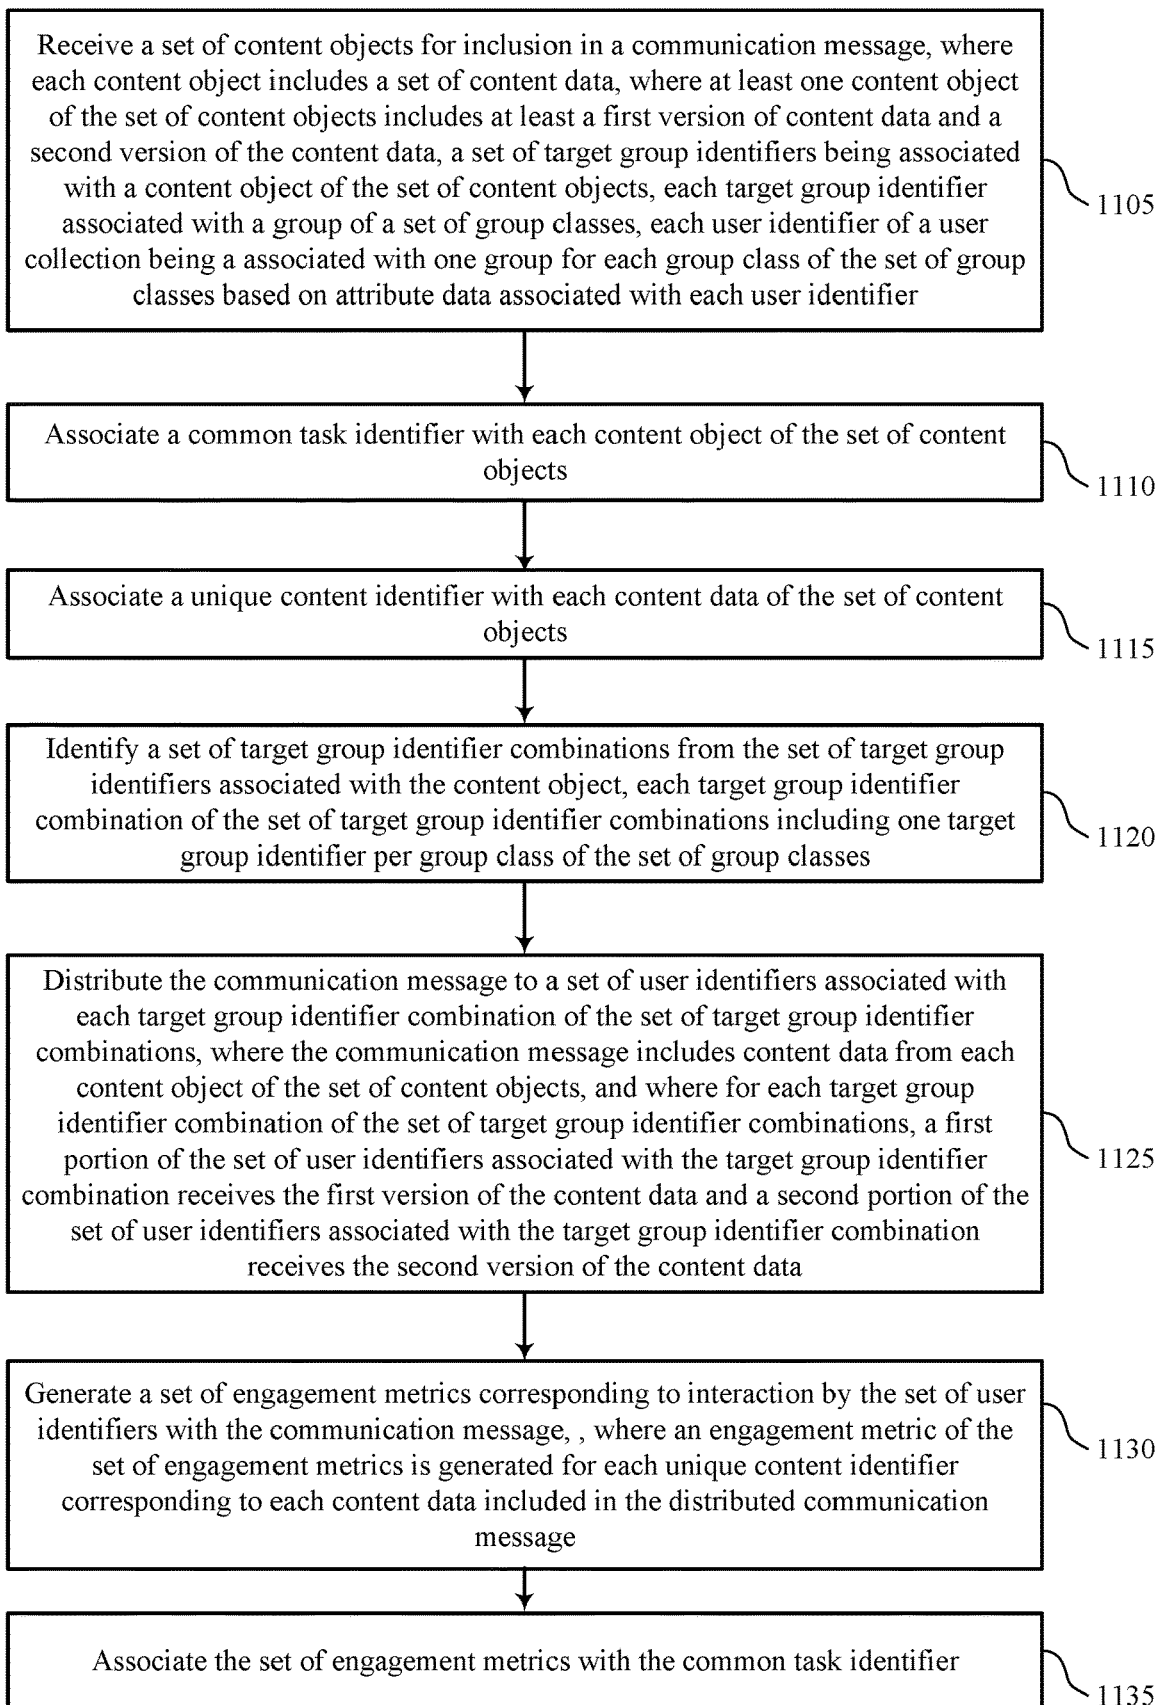 Receive a set of content objects for inclusion in a communication message, where
each content object includes a set of content data, where at least one content object
of the set of content objects includes at least a first version of content data and a
second version of the content data, a set of target group identifiers being associated
with a content object of the set of content objects, each target group identifier
associated with a group of a set of group classes, each user identifier of a user
collection being a associated with one group for each group class of the set of group
classes based on attribute data associated with each user identifier
1105
Associate a common task identifier with each content object of the set of content
objects
1110
Associate a unique content identifier with each content data of the set of content
objects
1115
Identify a set of target group identifier combinations from the set of target group
identifiers associated with the content object, each target group identifier
combination of the set of target group identifier combinations including one target
group identifier per group class of the set of group classes
1120
Distribute the communication message to a set of user identifiers associated with
each target group identifier combination of the set of target group identifier
combinations, where the communication message includes content data from each
content object of the set of content objects, and where for each target group
identifier combination of the set of target group identifier combinations, a first
portion of the set of user identifiers associated with the target group identifier
combination receives the first version of the content data and a second portion of the
set of user identifiers associated with the target group identifier combination
receives the second version of the content data
1125
Generate a set of engagement metrics corresponding to interaction by the set of user
identifiers with the communication message, , where an engagement metric of the
set of engagement metrics is generated for each unique content identifier
corresponding to each content data included in the distributed communication
message
1130
Associate the set of engagement metrics with the common task identifier
1135